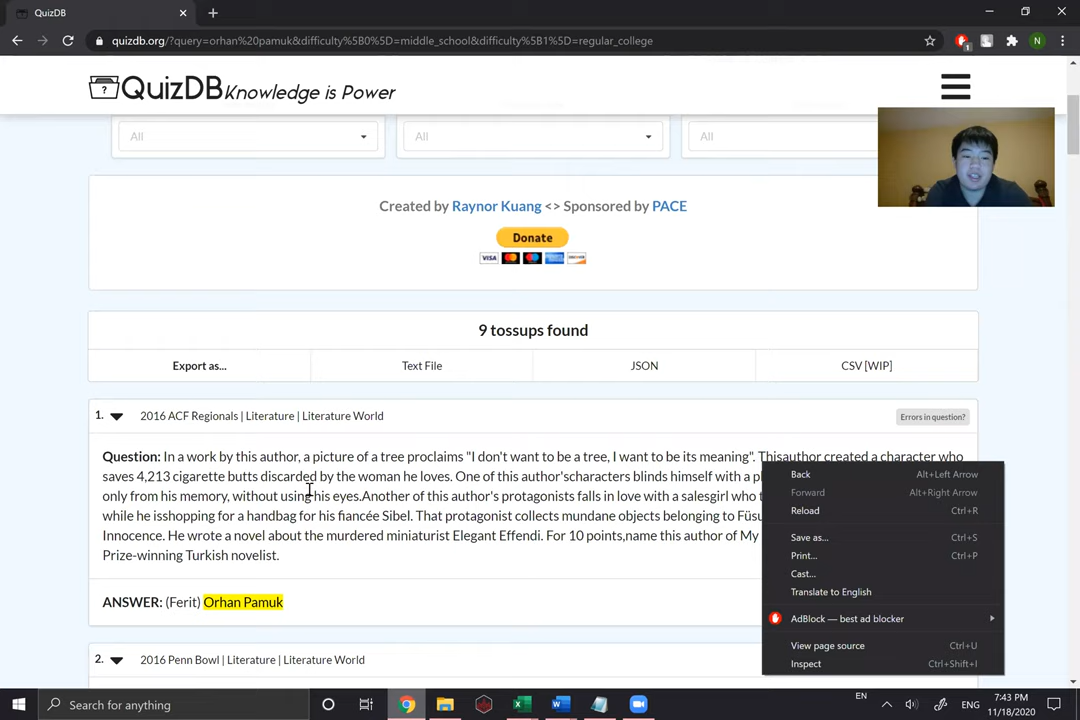 QuizDB
quizdb.org/?query=orhan%20pamuk&difficulty%5B0%5D=middle_school&difficulty%5B1%5D=regular_college
1
N
?
QuizDB Knowledge is Power
All
All
All
Created by Raynor Kuang <> Sponsored by PACE
Donate
VISA
9 tossups found
Export as...
Text File
JSON
CSV [WIP]
1.
2016 ACF Regionals | Literature | Literature World
Errors in question?
Question: In a work by this author, a picture of a tree proclaims "I don't want to be a tree, I want to be its meaning". Thisauthor created a character who
saves 4,213 cigarette butts discarded by the woman he loves. One of this author'scharacters blinds himself with a
only from his memory, without using his eyes.Another of this author's protagonists falls in love with a salesgirl who
while he isshopping for a handbag for his fiancée Sibel. That protagonist collects mundane objects belonging to
Innocence. He wrote a novel about the murdered miniaturist Elegant Effendi. For 10 points,name this author of My
Prize-winning Turkish novelist.
ANSWER: (Ferit) Orhan Pamuk
2.
2016 Penn Bowl | Literature | Literature World
Back
Alt+Left Arrow
Forward
Alt+Right Arrow
Reload
Ctrl+R
Save as...
Ctrl+S
Print...
Ctrl+P
Cast...
Translate to English
AdBlock — best ad blocker
View page source
Ctrl+U
Inspect
Ctrl+Shift+I
Search for anything
EN
ENG
7:43 PM
11/18/2020